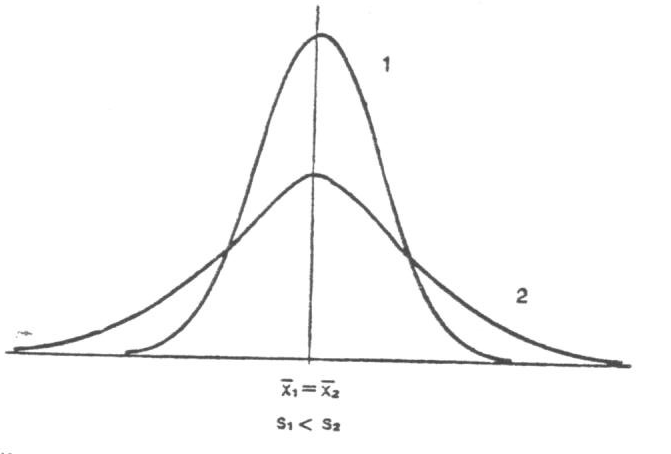 1
2
x̄₁ = x̄₂
S₁ < S₂